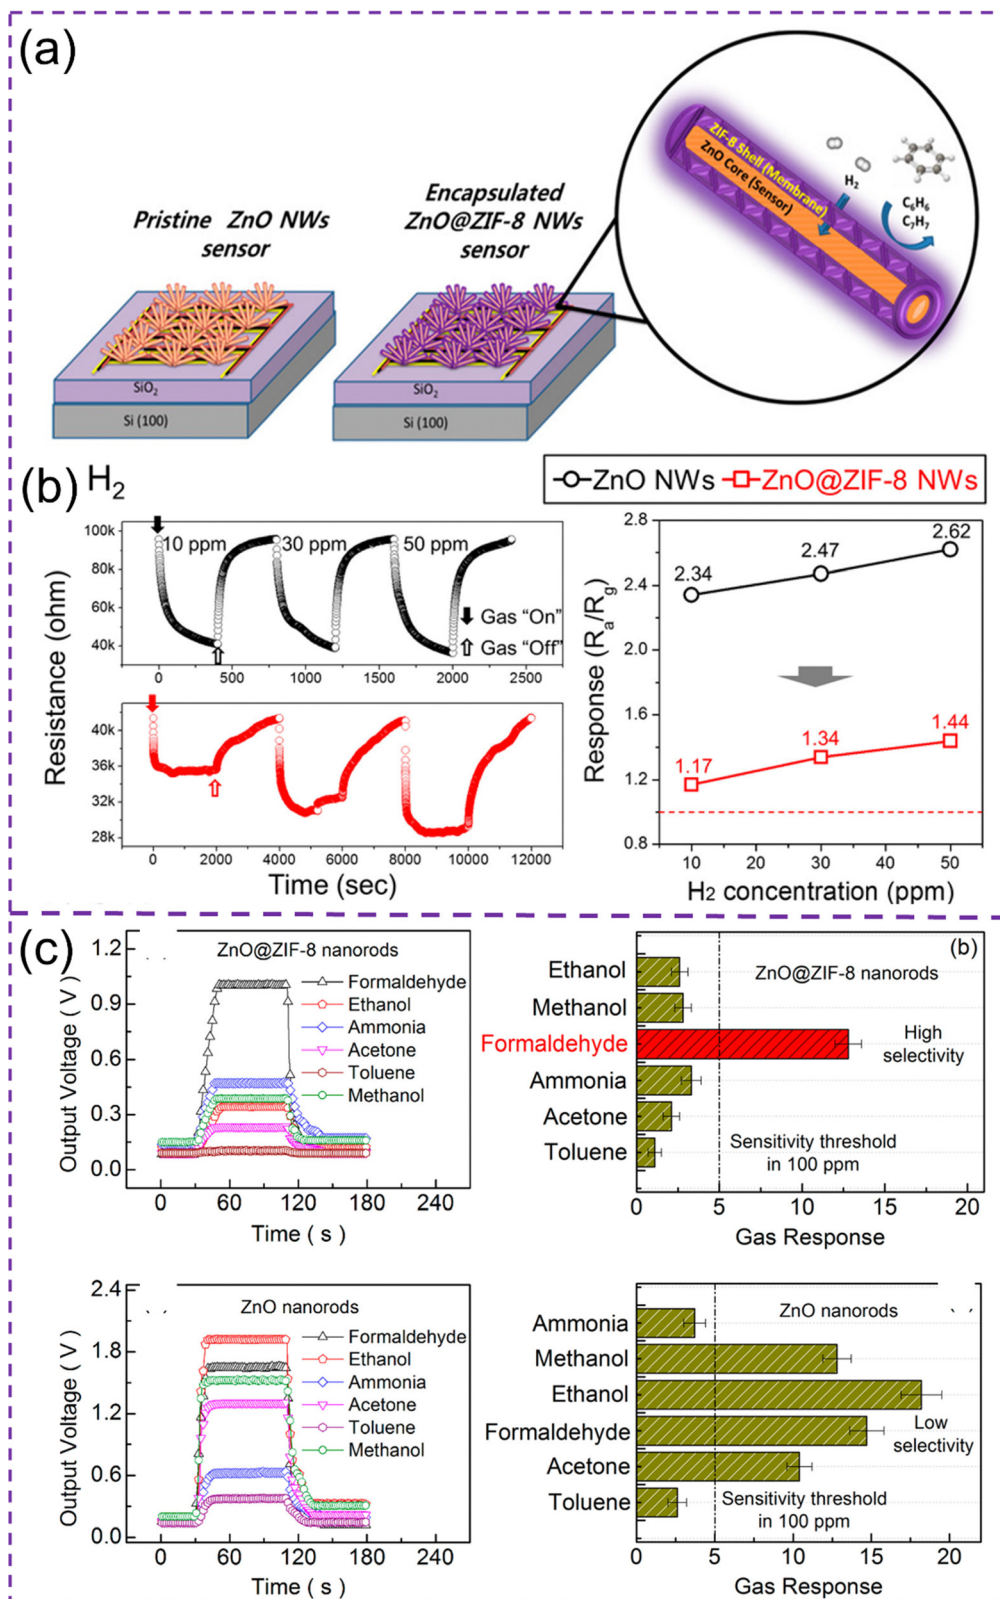 (a)
Pristine ZnO NWs
sensor
Encapsulated
ZnO@ZIF-8 NWs
sensor
ZIF-8 Shell (Membrane)
ZnO Core (Sensor)
H₂
C₆H₆
C₇H₇
SiO₂
Si (100)
SiO₂
Si (100)
(b) H₂
ZnO NWs ZnO@ZIF-8 NWs
Resistance (ohm)
100k
80k
60k
40k
10 ppm 30 ppm 50 ppm
Gas “On”
Gas “Off”
0 500 1000 1500 2000 2500
40k
36k
32k
28k
0 2000 4000 6000 8000 10000 12000
Time (sec)
Response (Rₐ/R_g)
2.8
2.4
2.0
1.6
1.2
0.8
2.34
2.47
2.62
1.17
1.34
1.44
10 20 30 40 50
H₂ concentration (ppm)
(c)
Output Voltage ( V )
1.2
0.9
0.6
0.3
0.0
ZnO@ZIF-8 nanorods
Formaldehyde
Ethanol
Ammonia
Acetone
Toluene
Methanol
0 60 120 180 240
Time ( s )
(b)
ZnO@ZIF-8 nanorods
Ethanol
Methanol
Formaldehyde
Ammonia
Acetone
Toluene
High
selectivity
Sensitivity threshold
in 100 ppm
0 5 10 15 20
Gas Response
Output Voltage ( V )
2.4
1.8
1.2
0.6
0.0
ZnO nanorods
Formaldehyde
Ethanol
Ammonia
Acetone
Toluene
Methanol
0 60 120 180 240
Time ( s )
ZnO nanorods
Ammonia
Methanol
Ethanol
Formaldehyde
Acetone
Toluene
Low
selectivity
Sensitivity threshold
in 100 ppm
0 5 10 15 20
Gas Response